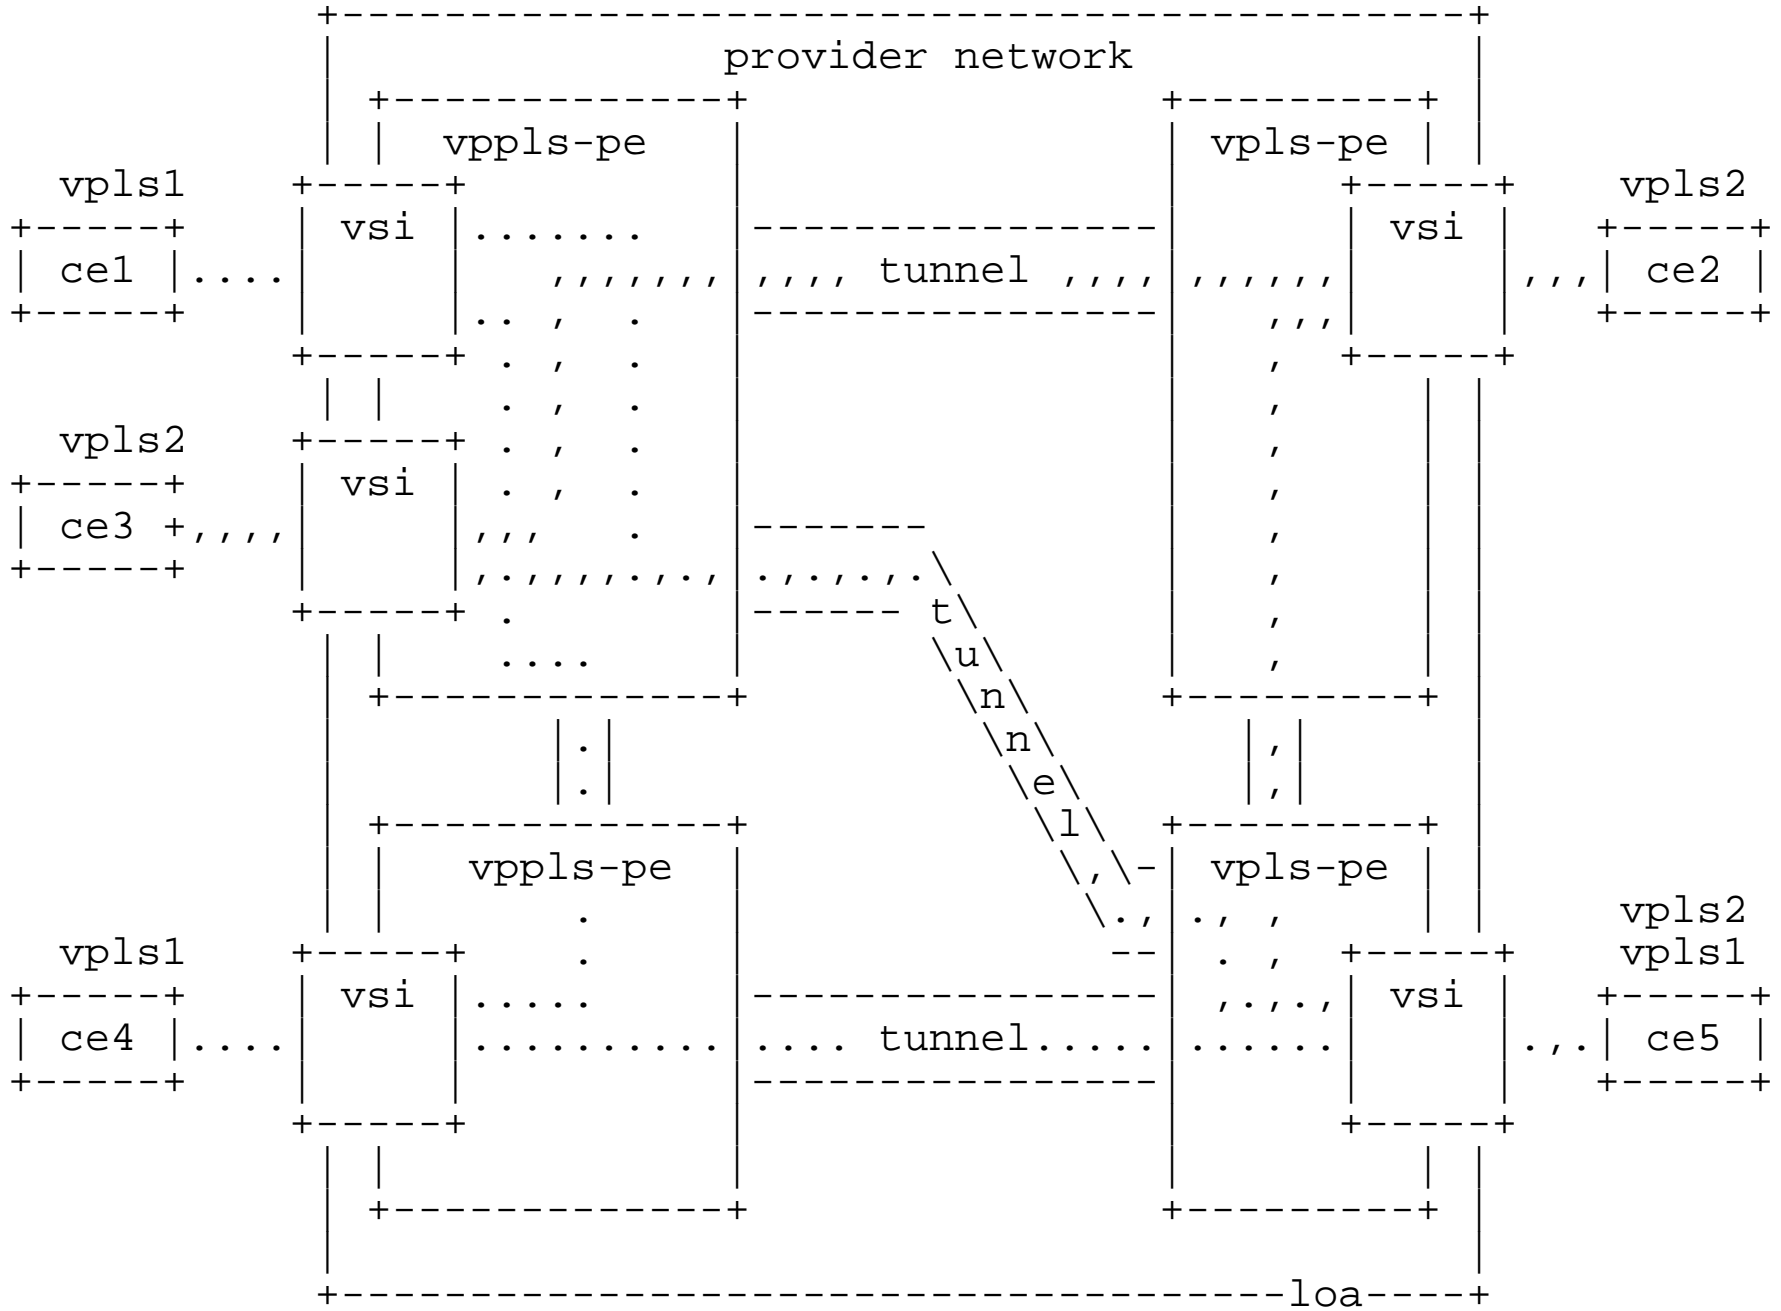 provider network
vppls-pe vpls-pe
vpls1 vpls2
vsi vsi
ce1 tunnel ce2
vpls2
vsi
ce3
tunnel
vppls-pe vpls-pe
vpls2
vpls1 vpls1
vsi vsi
ce4 tunnel ce5
loa